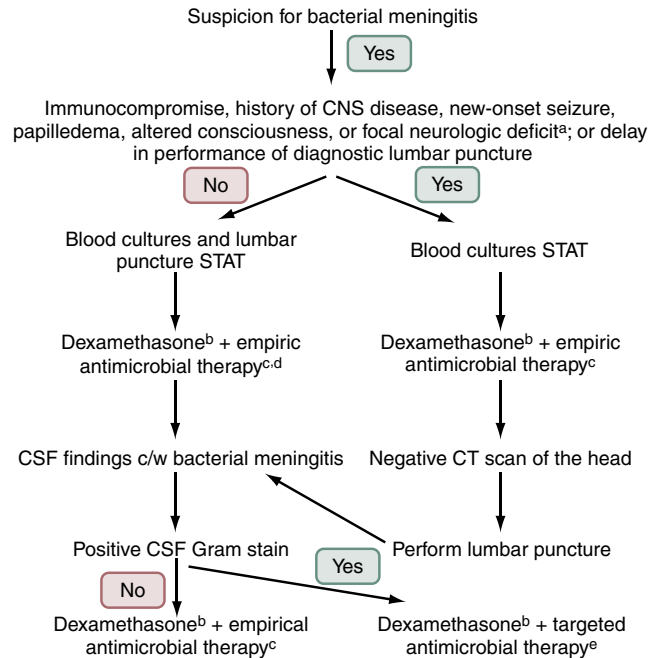 Suspicion for bacterial meningitis
Yes
Immunocompromise, history of CNS disease, new-onset seizure,
papilledema, altered consciousness, or focal neurologic deficitᵃ; or delay
in performance of diagnostic lumbar puncture
No
Yes
Blood cultures and lumbar
puncture STAT
Blood cultures STAT
Dexamethasoneᵇ + empiric
antimicrobial therapyᶜ,ᵈ
Dexamethasoneᵇ + empiric
antimicrobial therapyᶜ
CSF findings c/w bacterial meningitis
Negative CT scan of the head
Positive CSF Gram stain
Perform lumbar puncture
No
Yes
Dexamethasoneᵇ + empirical
antimicrobial therapyᶜ
Dexamethasoneᵇ + targeted
antimicrobial therapyᵉ